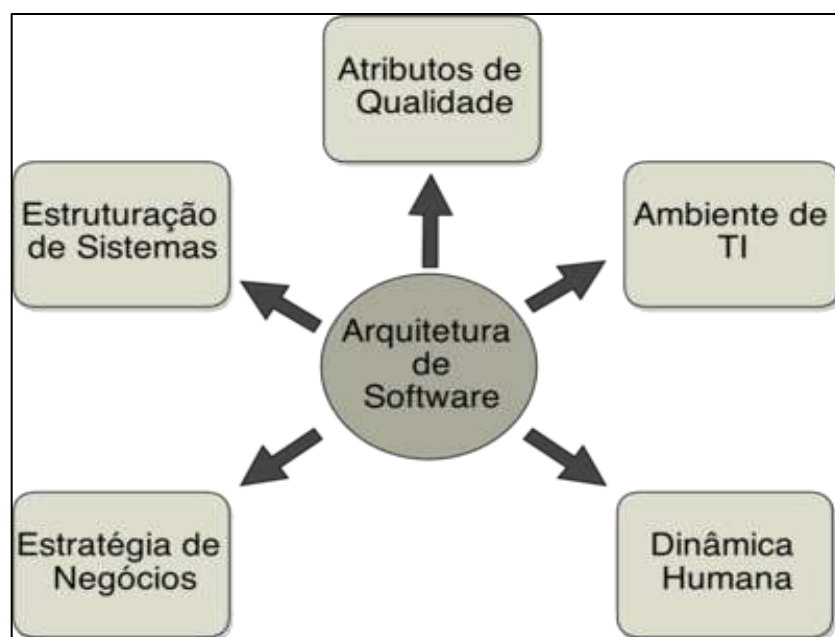 Atributos de
Qualidade
Estruturação
de Sistemas
Ambiente de
TI
Arquitetura
de
Software
Estratégia de
Negócios
Dinâmica
Humana